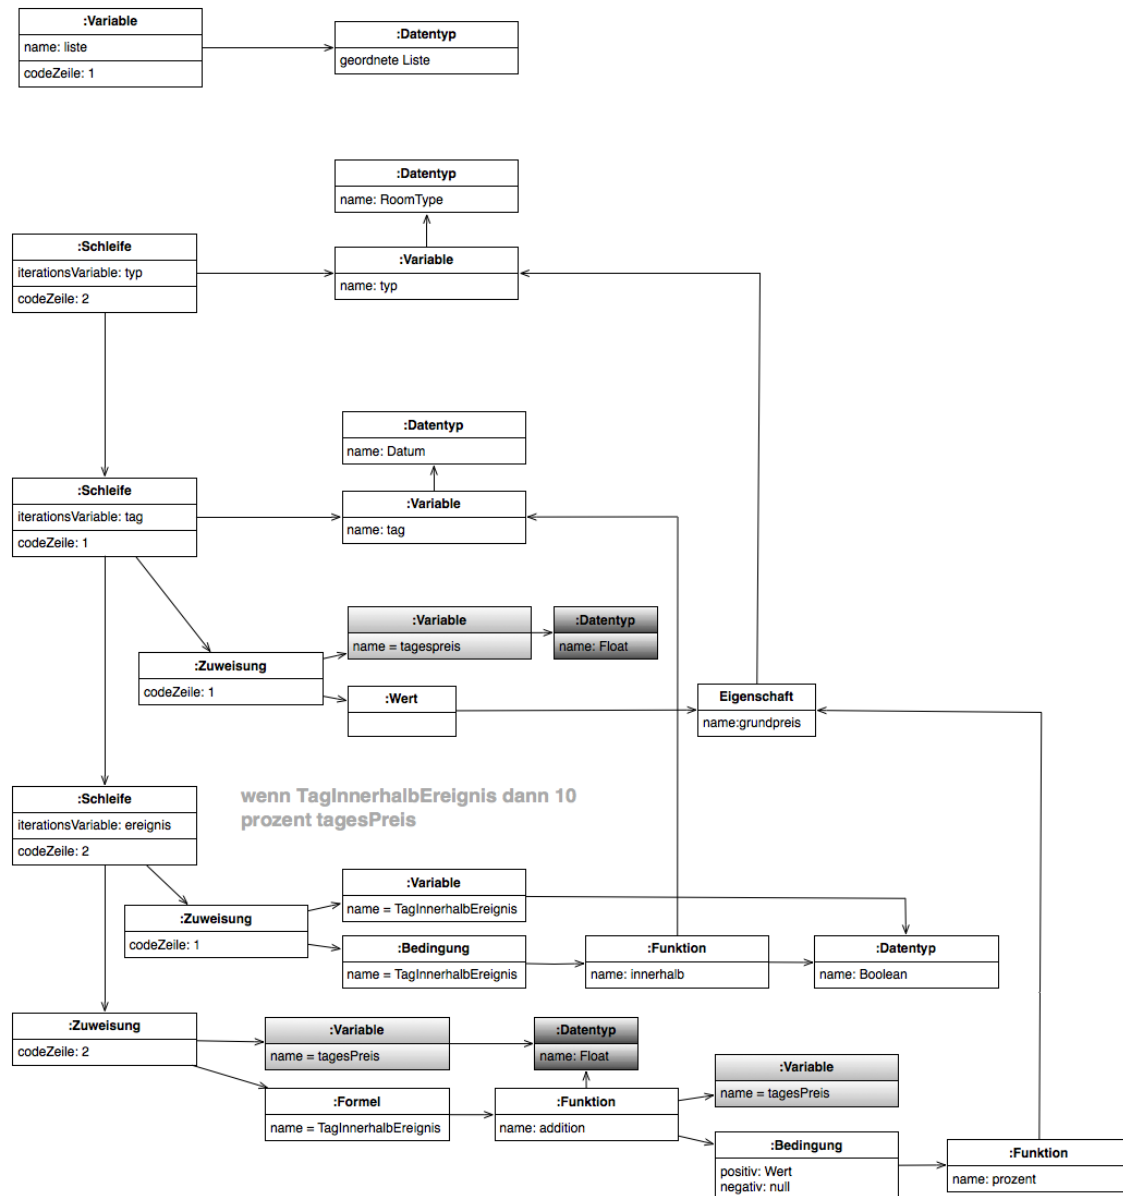 :Variable
name: liste
codeZeile: 1
:Datentyp
geordnete Liste
:Datentyp
name: RoomType
:Schleife
iterationsVariable: typ
codeZeile: 2
:Variable
name: typ
:Datentyp
name: Datum
:Schleife
iterationsVariable: tag
codeZeile: 1
:Variable
name: tag
:Variable
name = tagespreis
:Datentyp
name: Float
:Zuweisung
codeZeile: 1
:Wert
Eigenschaft
name:grundpreis
:Schleife
iterationsVariable: ereignis
codeZeile: 2
wenn TagInnerhalbEreignis dann 10
prozent tagesPreis
:Variable
name = TagInnerhalbEreignis
:Zuweisung
codeZeile: 1
:Bedingung
name = TagInnerhalbEreignis
:Funktion
name: innerhalb
:Datentyp
name: Boolean
:Zuweisung
codeZeile: 2
:Variable
name = tagesPreis
:Datentyp
name: Float
:Variable
name = tagesPreis
:Formel
name = TagInnerhalbEreignis
:Funktion
name: addition
:Bedingung
positiv: Wert
negativ: null
:Funktion
name: prozent